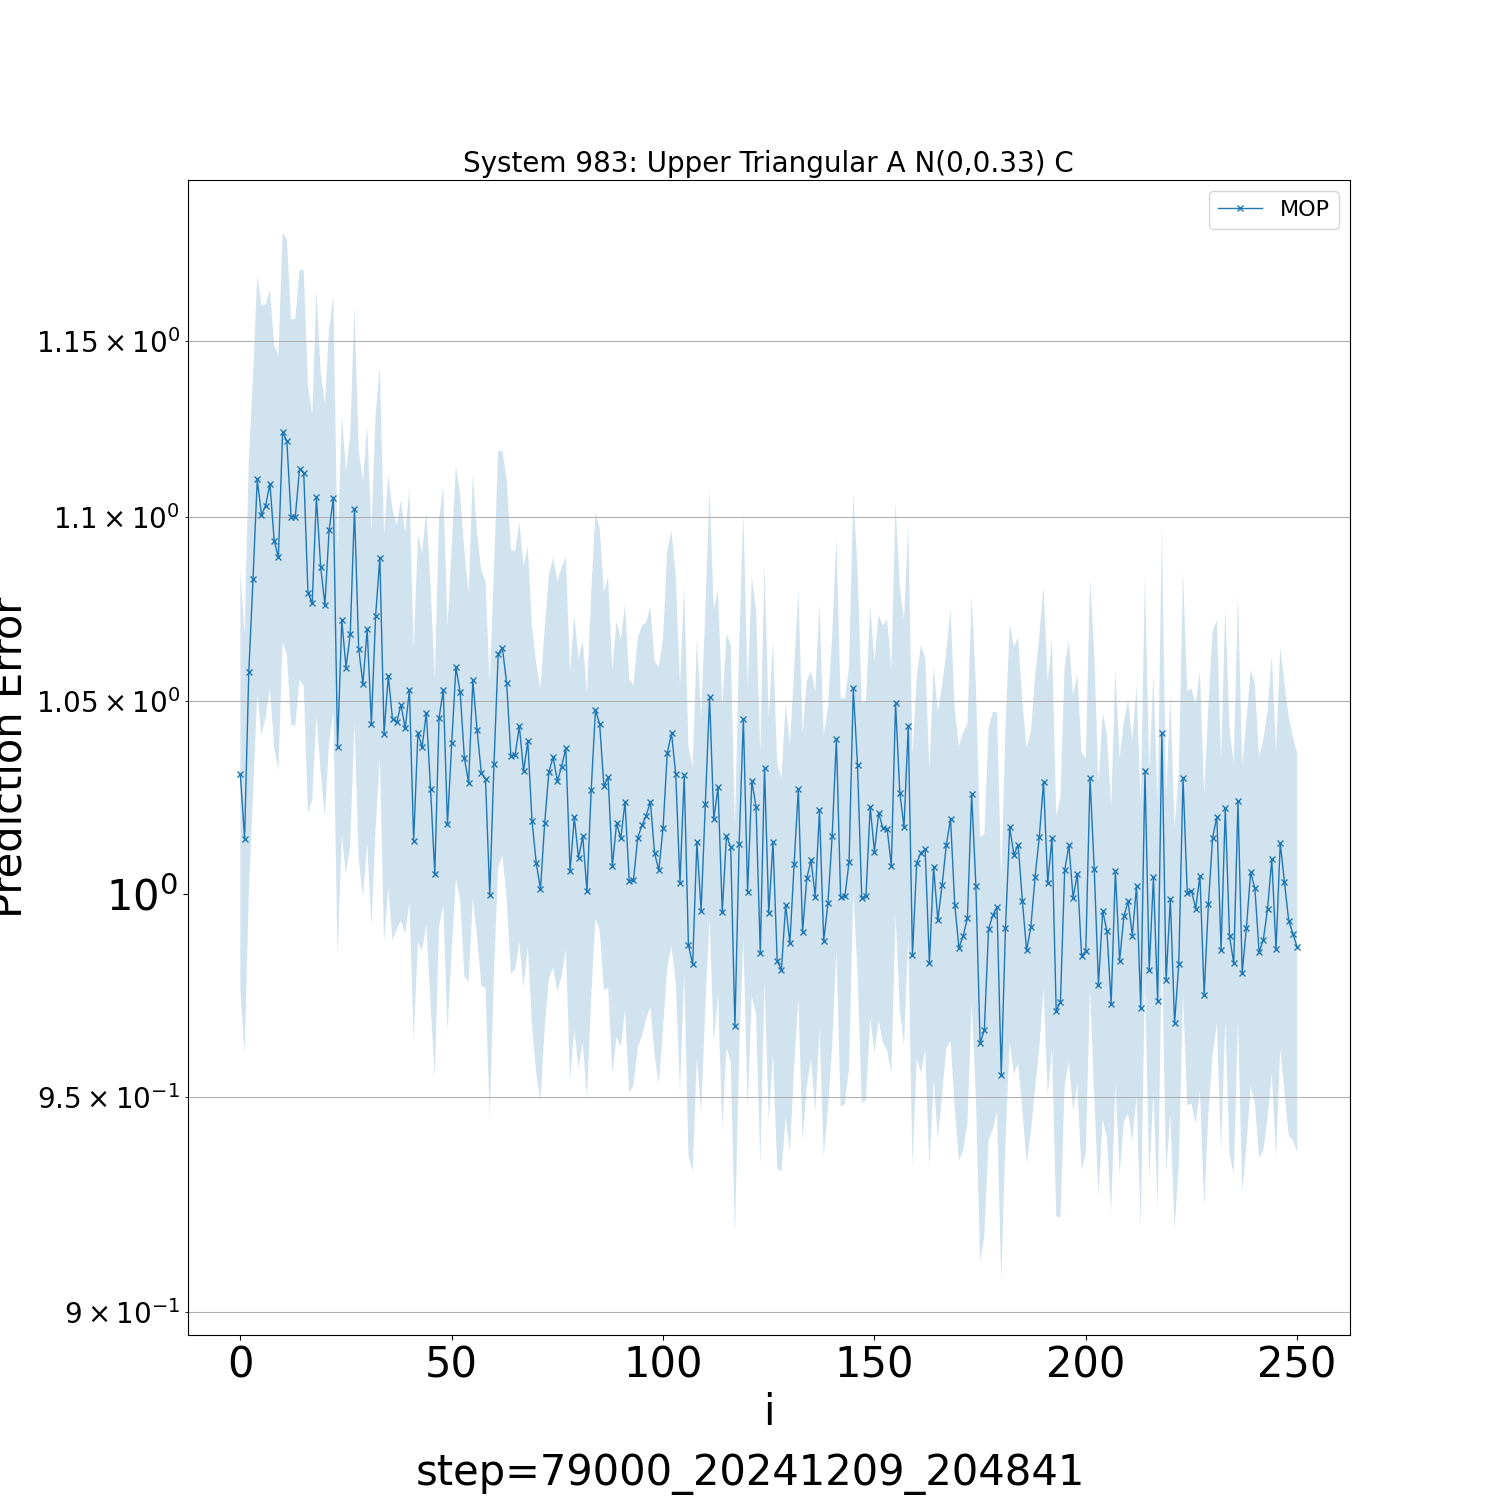 System 983: Upper Triangular A N(0,0.33) C
MOP
Prediction Error
1.15 × 10⁰
1.1 × 10⁰
1.05 × 10⁰
10⁰
9.5 × 10⁻¹
9 × 10⁻¹
0 50 100 150 200 250
i
step=79000_20241209_204841